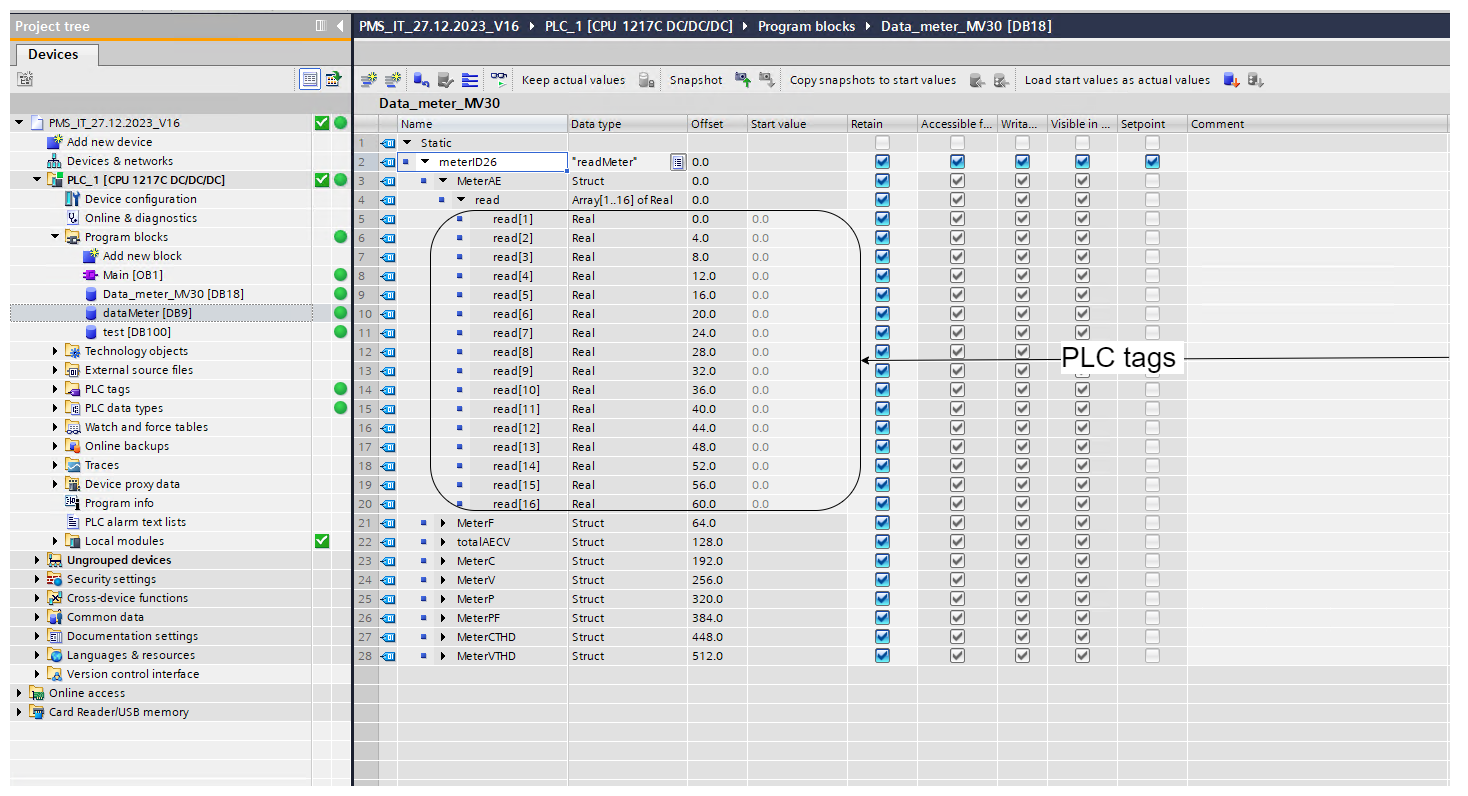 Project tree
Devices
PMS_IT_27.12.2023_V16
Add new device
Devices & networks
PLC_1 [CPU 1217C DC/DC/DC]
Device configuration
Online & diagnostics
Program blocks
Add new block
Main [OB1]
Data_meter_MV30 [DB18]
dataMeter [DB9]
test [DB100]
Technology objects
External source files
PLC tags
PLC data types
Watch and force tables
Online backups
Traces
Device proxy data
Program info
PLC alarm text lists
Local modules
Ungrouped devices
Security settings
Cross-device functions
Common data
Documentation settings
Languages & resources
Version control interface
Online access
Card Reader/USB memory
PMS_IT_27.12.2023_V16 PLC_1 [CPU 1217C DC/DC/DC] Program blocks Data_meter_MV30 [DB18]
Keep actual values Snapshot Copy snapshots to start values Load start values as actual values
Data_meter_MV30
Name Data type Offset Start value Retain Accessible f... Writa... Visible in ... Setpoint Comment
1 Static
2 meterID26 "readMeter" 0.0
3 MeterAE Struct 0.0
4 read Array[1..16] of Real 0.0
5 read[1] Real 0.0 0.0
6 read[2] Real 4.0 0.0
7 read[3] Real 8.0 0.0
8 read[4] Real 12.0 0.0
9 read[5] Real 16.0 0.0
10 read[6] Real 20.0 0.0
11 read[7] Real 24.0 0.0
12 read[8] Real 28.0 0.0
13 read[9] Real 32.0 0.0
14 read[10] Real 36.0 0.0
15 read[11] Real 40.0 0.0
16 read[12] Real 44.0 0.0
17 read[13] Real 48.0 0.0
18 read[14] Real 52.0 0.0
19 read[15] Real 56.0 0.0
20 read[16] Real 60.0 0.0
21 MeterF Struct 64.0
22 totalAECV Struct 128.0
23 MeterC Struct 192.0
24 MeterV Struct 256.0
25 MeterP Struct 320.0
26 MeterPF Struct 384.0
27 MeterCTHD Struct 448.0
28 MeterVTHD Struct 512.0
PLC tags